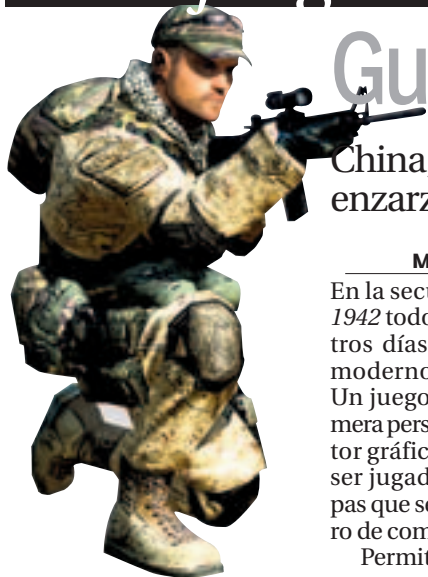 Gu
China,
enzarz
M
En la secu
1942 todo
tros días
moderno
Un juego
mera pers
tor gráfic
ser jugad
pas que se
ro de com
Permit